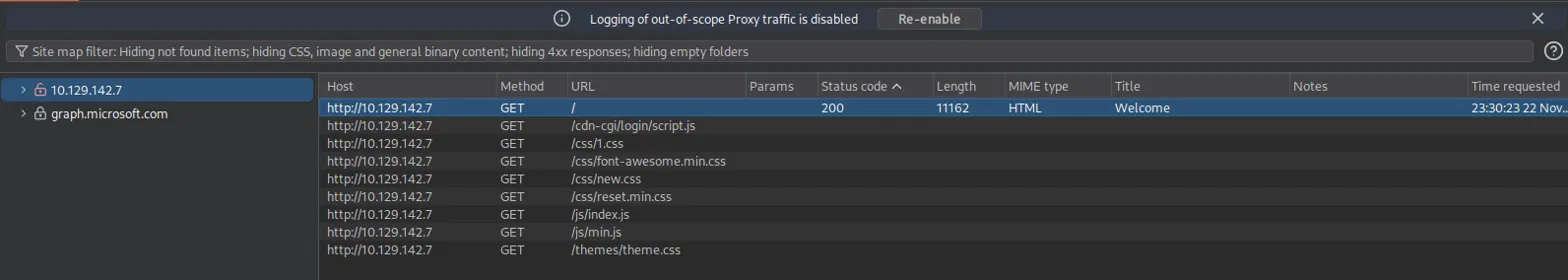 Logging of out-of-scope Proxy traffic is disabled Re-enable
Site map filter: Hiding not found items; hiding CSS, image and general binary content; hiding 4xx responses; hiding empty folders
10.129.142.7
graph.microsoft.com
Host Method URL Params Status code Length MIME type Title Notes Time requested
http://10.129.142.7 GET / 200 11162 HTML Welcome 23:30:23 22 Nov...
http://10.129.142.7 GET /cdn-cgi/login/script.js
http://10.129.142.7 GET /css/1.css
http://10.129.142.7 GET /css/font-awesome.min.css
http://10.129.142.7 GET /css/new.css
http://10.129.142.7 GET /css/reset.min.css
http://10.129.142.7 GET /js/index.js
http://10.129.142.7 GET /js/min.js
http://10.129.142.7 GET /themes/theme.css